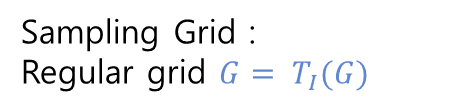 Sampling Grid :
Regular grid G = T_I(G)